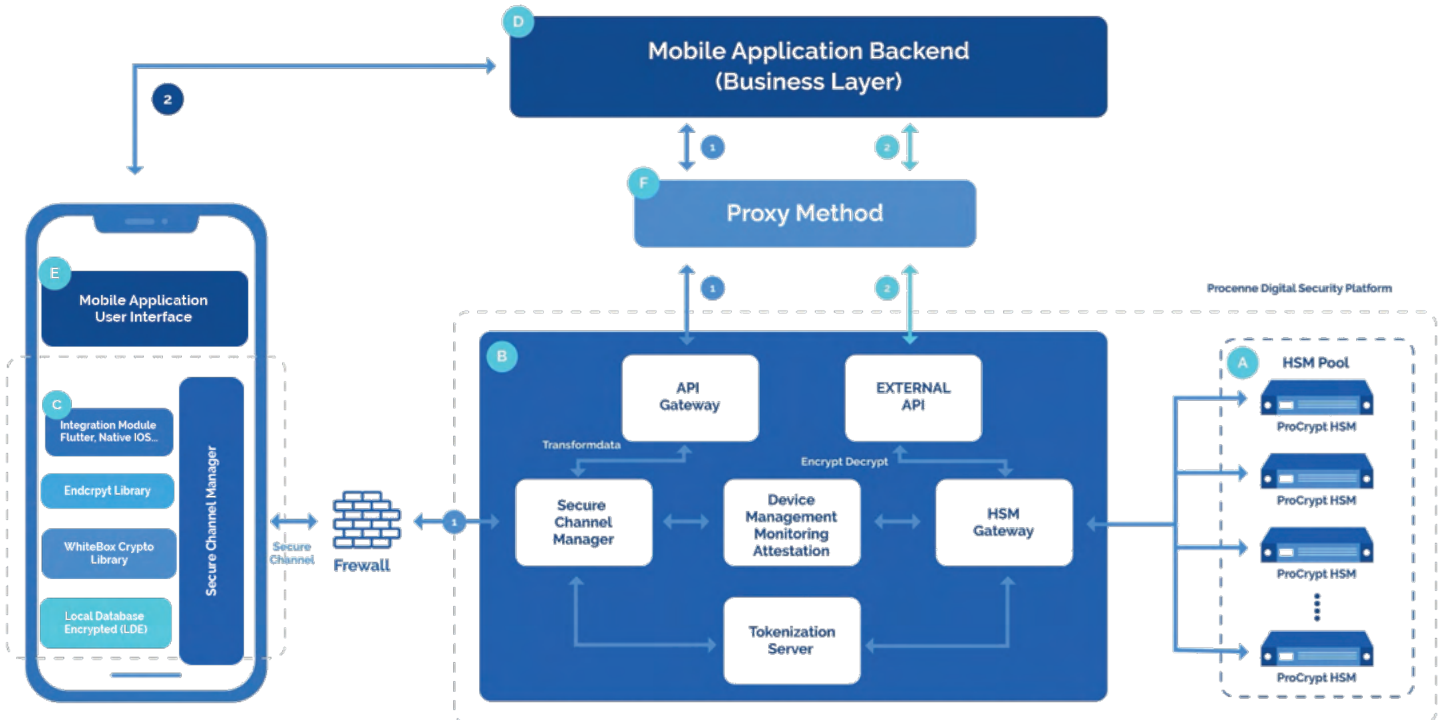 D
Mobile Application Backend
(Business Layer)
2
1
2
F
Proxy Method
1
2
Procenne Digital Security Platform
E
Mobile Application
User Interface
C
Integration Module
Flutter, Native IOS...
Endcrpyt Library
WhiteBox Crypto
Library
Local Database
Encrypted (LDE)
Secure Channel Manager
Secure
Channel
Frewall
1
B
API
Gateway
EXTERNAL
API
Transformdata
Encrypt Decrypt
Secure
Channel
Manager
Device
Management
Monitoring
Attestation
HSM
Gateway
Tokenization
Server
A
HSM Pool
ProCrypt HSM
ProCrypt HSM
ProCrypt HSM
ProCrypt HSM